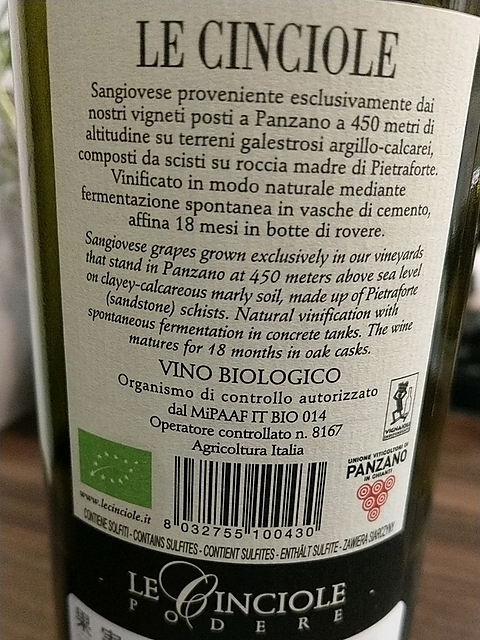 LE CINCIOLE
Sangiovese proveniente esclusivamente dai
nostri vigneti posti a Panzano a 450 metri di
altitudine su terreni galestrosi argillo-calcarei,
composti da scisti su roccia madre di Pietraforte.
Vinificato in modo naturale mediante
fermentazione spontanea in vasche di cemento,
affina 18 mesi in botte di rovere.
Sangiovese grapes grown exclusively in our vineyards
that stand in Panzano at 450 meters above sea level
on clayey-calcareous marly soil, made up of Pietraforte
(sandstone) schists. Natural vinification with
spontaneous fermentation in concrete tanks. The wine
matures for 18 months in oak casks.
VINO BIOLOGICO
Organismo di controllo autorizzato
dal MiPAAF IT BIO 014
Operatore controllato n. 8167
Agricoltura Italia
UNIONE VITICOLTORI DI
PANZANO
IN CHIANTI
www.lecinciole.it
8 032755 100430
CONTIENE SOLFITI - CONTAINS SULFITES - CONTIENT SULFITES - ENTHÄLT SULFITE - ZAWIERA SIARCZYNY
LE CINCIOLE
PODERE
果